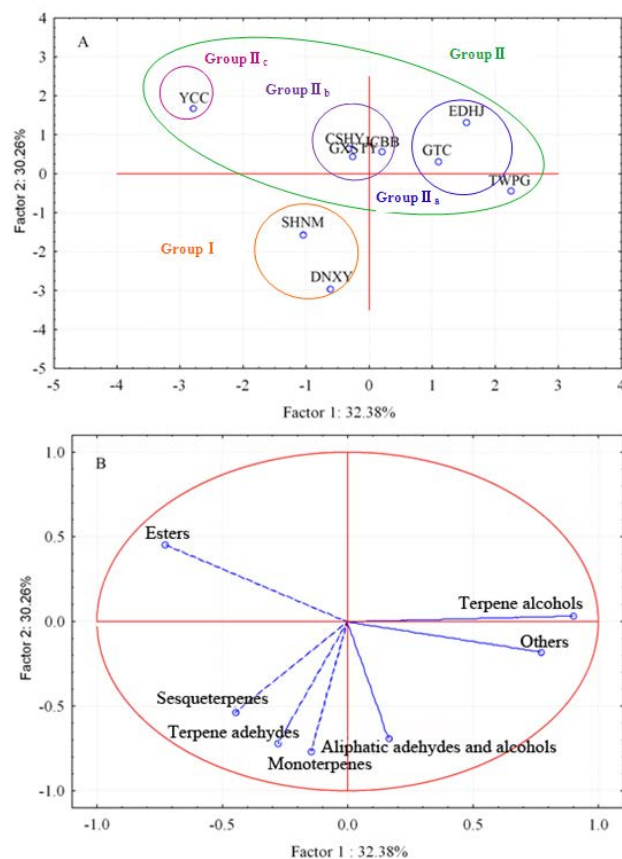 A
Group II c
Group II
YCC
Group II b
EDHJ
CSHY
JCBB
GXSTY
GTC
TWPG
Group II a
SHNM
Group I
DNXY
4
3
2
1
0
-1
-2
-3
-4
-5
Factor 2: 30.26%
-5 -4 -3 -2 -1 0 1 2 3 4
Factor 1: 32.38%
B
1.0
0.5
0.0
-0.5
-1.0
Factor 2: 30.26%
Esters
Terpene alcohols
Others
Sesqueterpenes
Terpene adehydes
Aliphatic adehydes and alcohols
Monoterpenes
-1.0 -0.5 0.0 0.5 1.0
Factor 1 : 32.38%